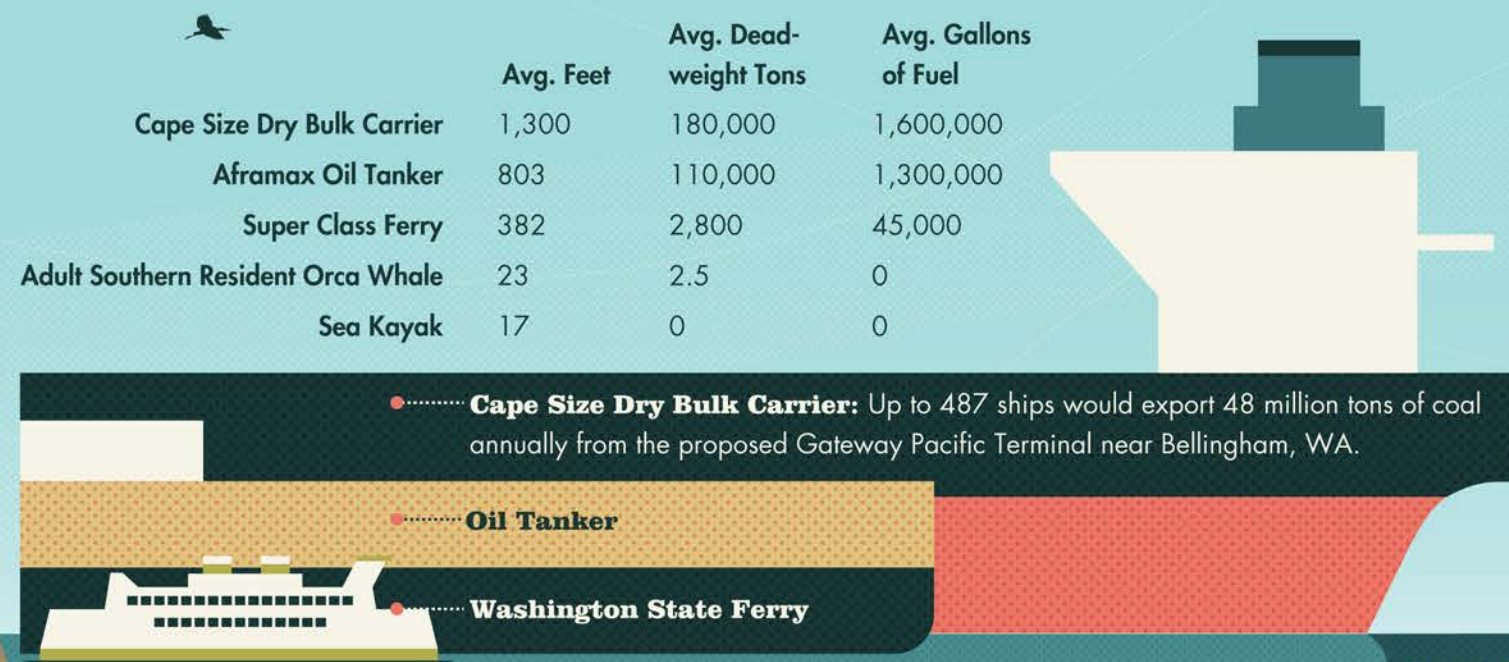 Avg. Feet Avg. Dead-weight Tons Avg. Gallons of Fuel
Cape Size Dry Bulk Carrier 1,300 180,000 1,600,000
Aframax Oil Tanker 803 110,000 1,300,000
Super Class Ferry 382 2,800 45,000
Adult Southern Resident Orca Whale 23 2.5 0
Sea Kayak 17 0 0
Cape Size Dry Bulk Carrier: Up to 487 ships would export 48 million tons of coal
annually from the proposed Gateway Pacific Terminal near Bellingham, WA.
Oil Tanker
Washington State Ferry